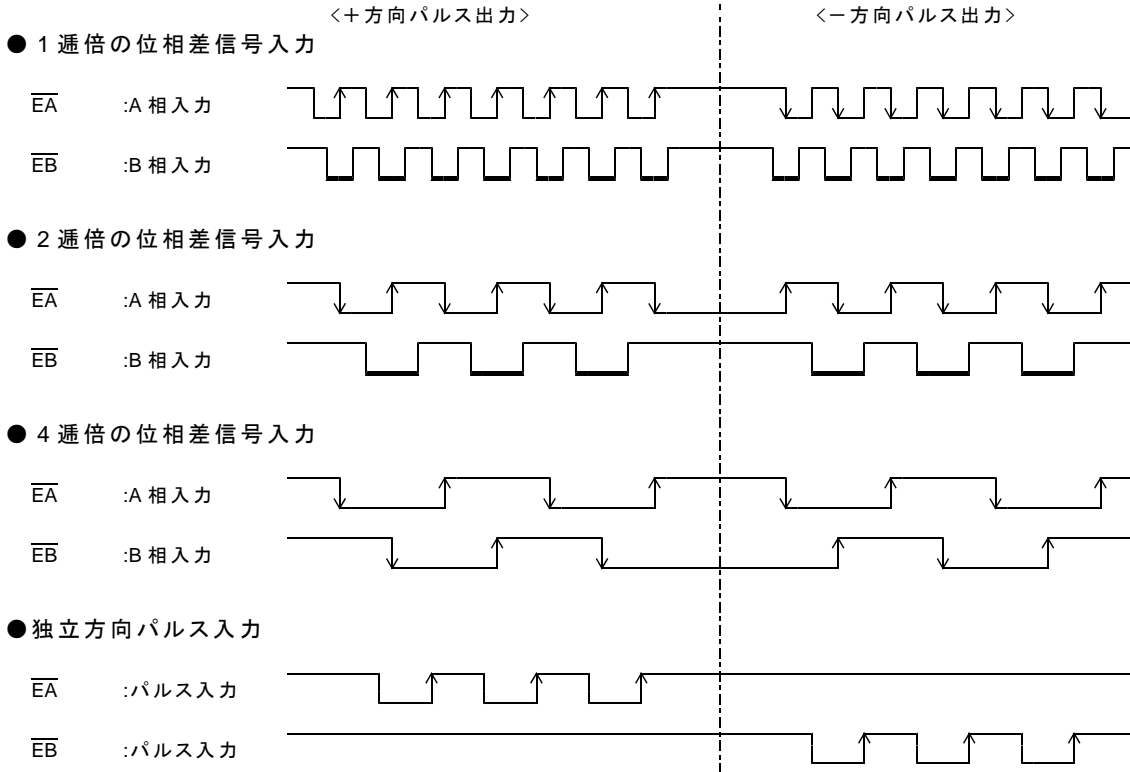 <＋方向パルス出力> <－方向パルス出力>
● 1 逓倍の位相差信号入力
EA :A 相入力
EB :B 相入力
● 2 逓倍の位相差信号入力
EA :A 相入力
EB :B 相入力
● 4 逓倍の位相差信号入力
EA :A 相入力
EB :B 相入力
●独立方向パルス入力
EA :パルス入力
EB :パルス入力